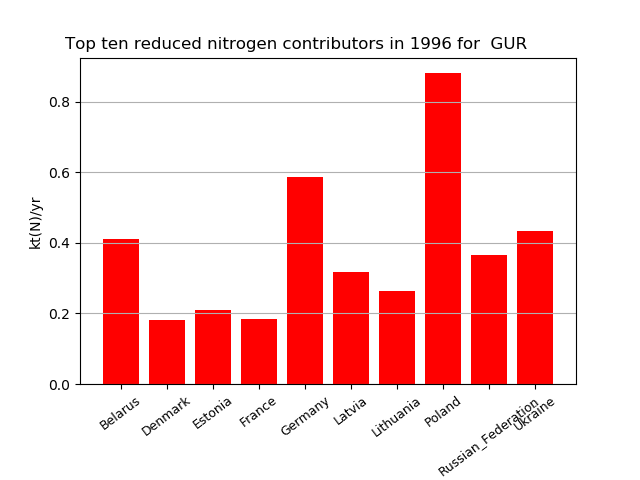 Top ten reduced nitrogen contributors in 1996 for  GUR
kt(N)/yr
0.8
0.6
0.4
0.2
0.0
Belarus
Denmark
Estonia
France
Germany
Latvia
Lithuania
Poland
Russian_Federation
Ukraine